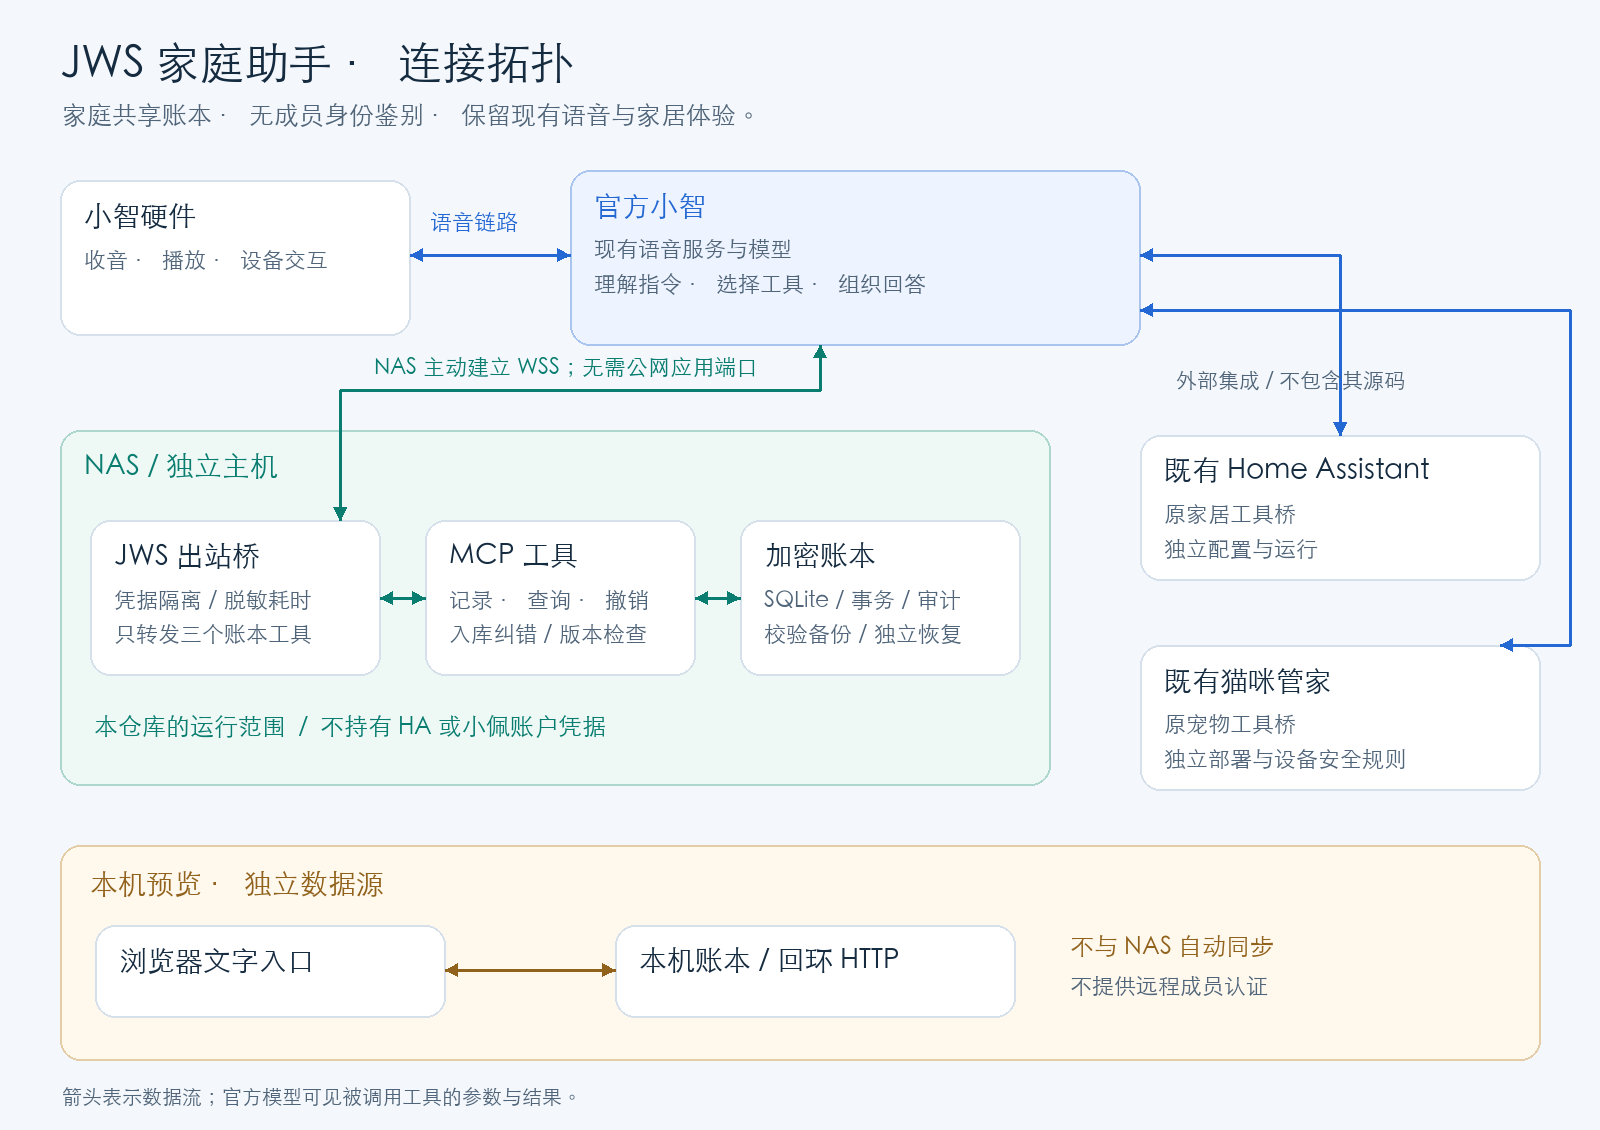 JWS 家庭助手 · 连接拓扑
家庭共享账本 · 无成员身份鉴别 · 保留现有语音与家居体验。
小智硬件
收音 · 播放 · 设备交互
语音链路
官方小智
现有语音服务与模型
理解指令 · 选择工具 · 组织回答
NAS 主动建立 WSS；无需公网应用端口
外部集成 / 不包含其源码
NAS / 独立主机
JWS 出站桥
凭据隔离 / 脱敏耗时
只转发三个账本工具
MCP 工具
记录 · 查询 · 撤销
入库纠错 / 版本检查
加密账本
SQLite / 事务 / 审计
校验备份 / 独立恢复
本仓库的运行范围 / 不持有 HA 或小佩账户凭据
既有 Home Assistant
原家居工具桥
独立配置与运行
既有猫咪管家
原宠物工具桥
独立部署与设备安全规则
本机预览 · 独立数据源
浏览器文字入口
本机账本 / 回环 HTTP
不与 NAS 自动同步
不提供远程成员认证
箭头表示数据流；官方模型可见被调用工具的参数与结果。